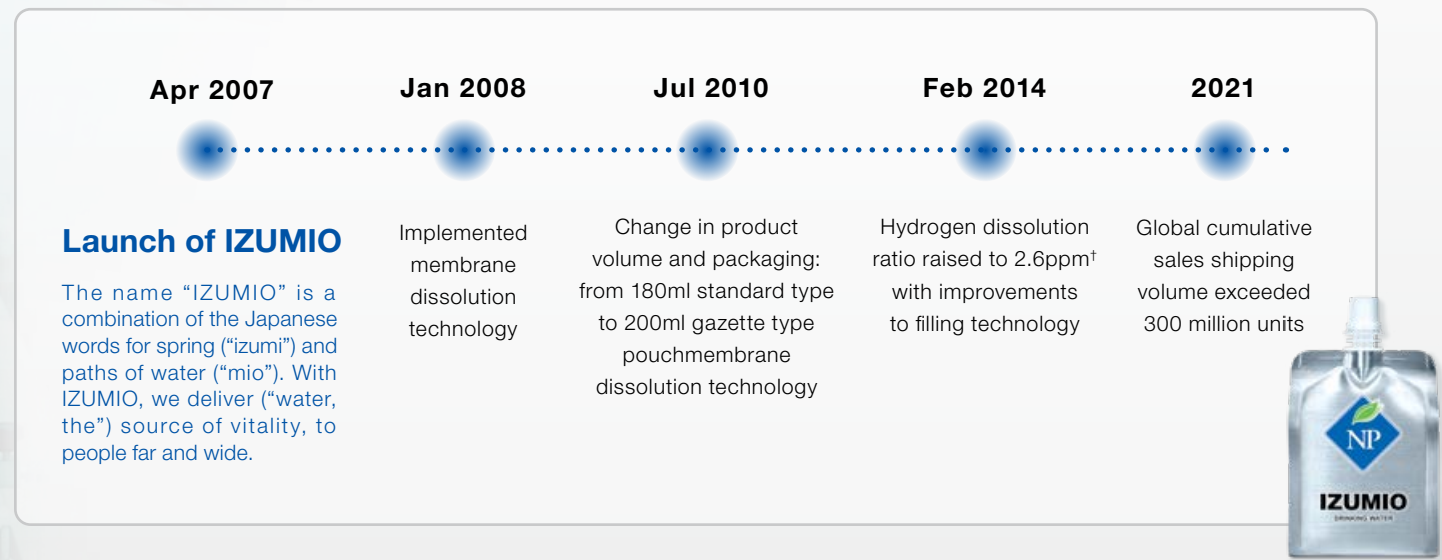 Apr 2007
Launch of IZUMIO
The name “IZUMIO” is a
combination of the Japanese
words for spring (“izumi”) and
paths of water (“mio”). With
IZUMIO, we deliver (“water,
the”) source of vitality, to
people far and wide.
Jan 2008
Implemented
membrane
dissolution
technology
Jul 2010
Change in product
volume and packaging:
from 180ml standard type
to 200ml gazette type
pouchmembrane
dissolution technology
Feb 2014
Hydrogen dissolution
ratio raised to 2.6ppm†
with improvements
to filling technology
2021
Global cumulative
sales shipping
volume exceeded
300 million units
NP
IZUMIO
DRINKING WATER